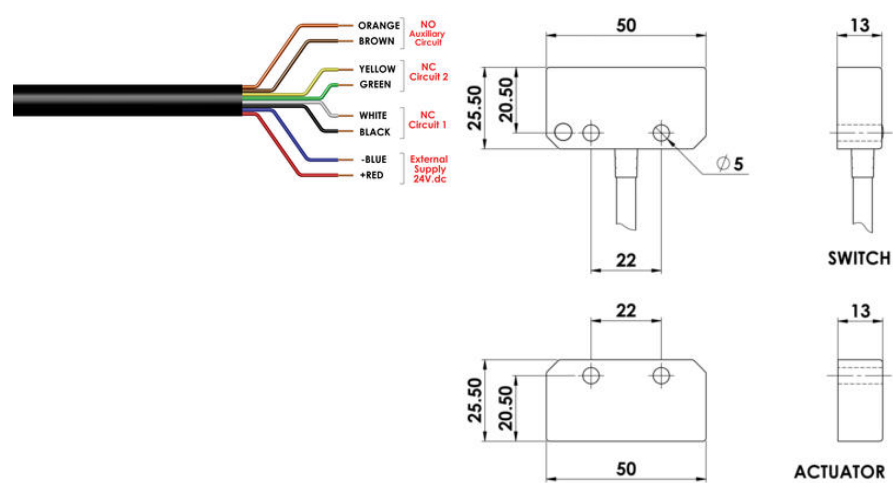 ORANGE
BROWN
NO
Auxiliary
Circuit
YELLOW
GREEN
NC
Circuit 2
WHITE
BLACK
NC
Circuit 1
-BLUE
+RED
External
Supply
24V.dc
50
13
25.50
20.50
Ø 5
22
SWITCH
22
13
25.50
20.50
50
ACTUATOR